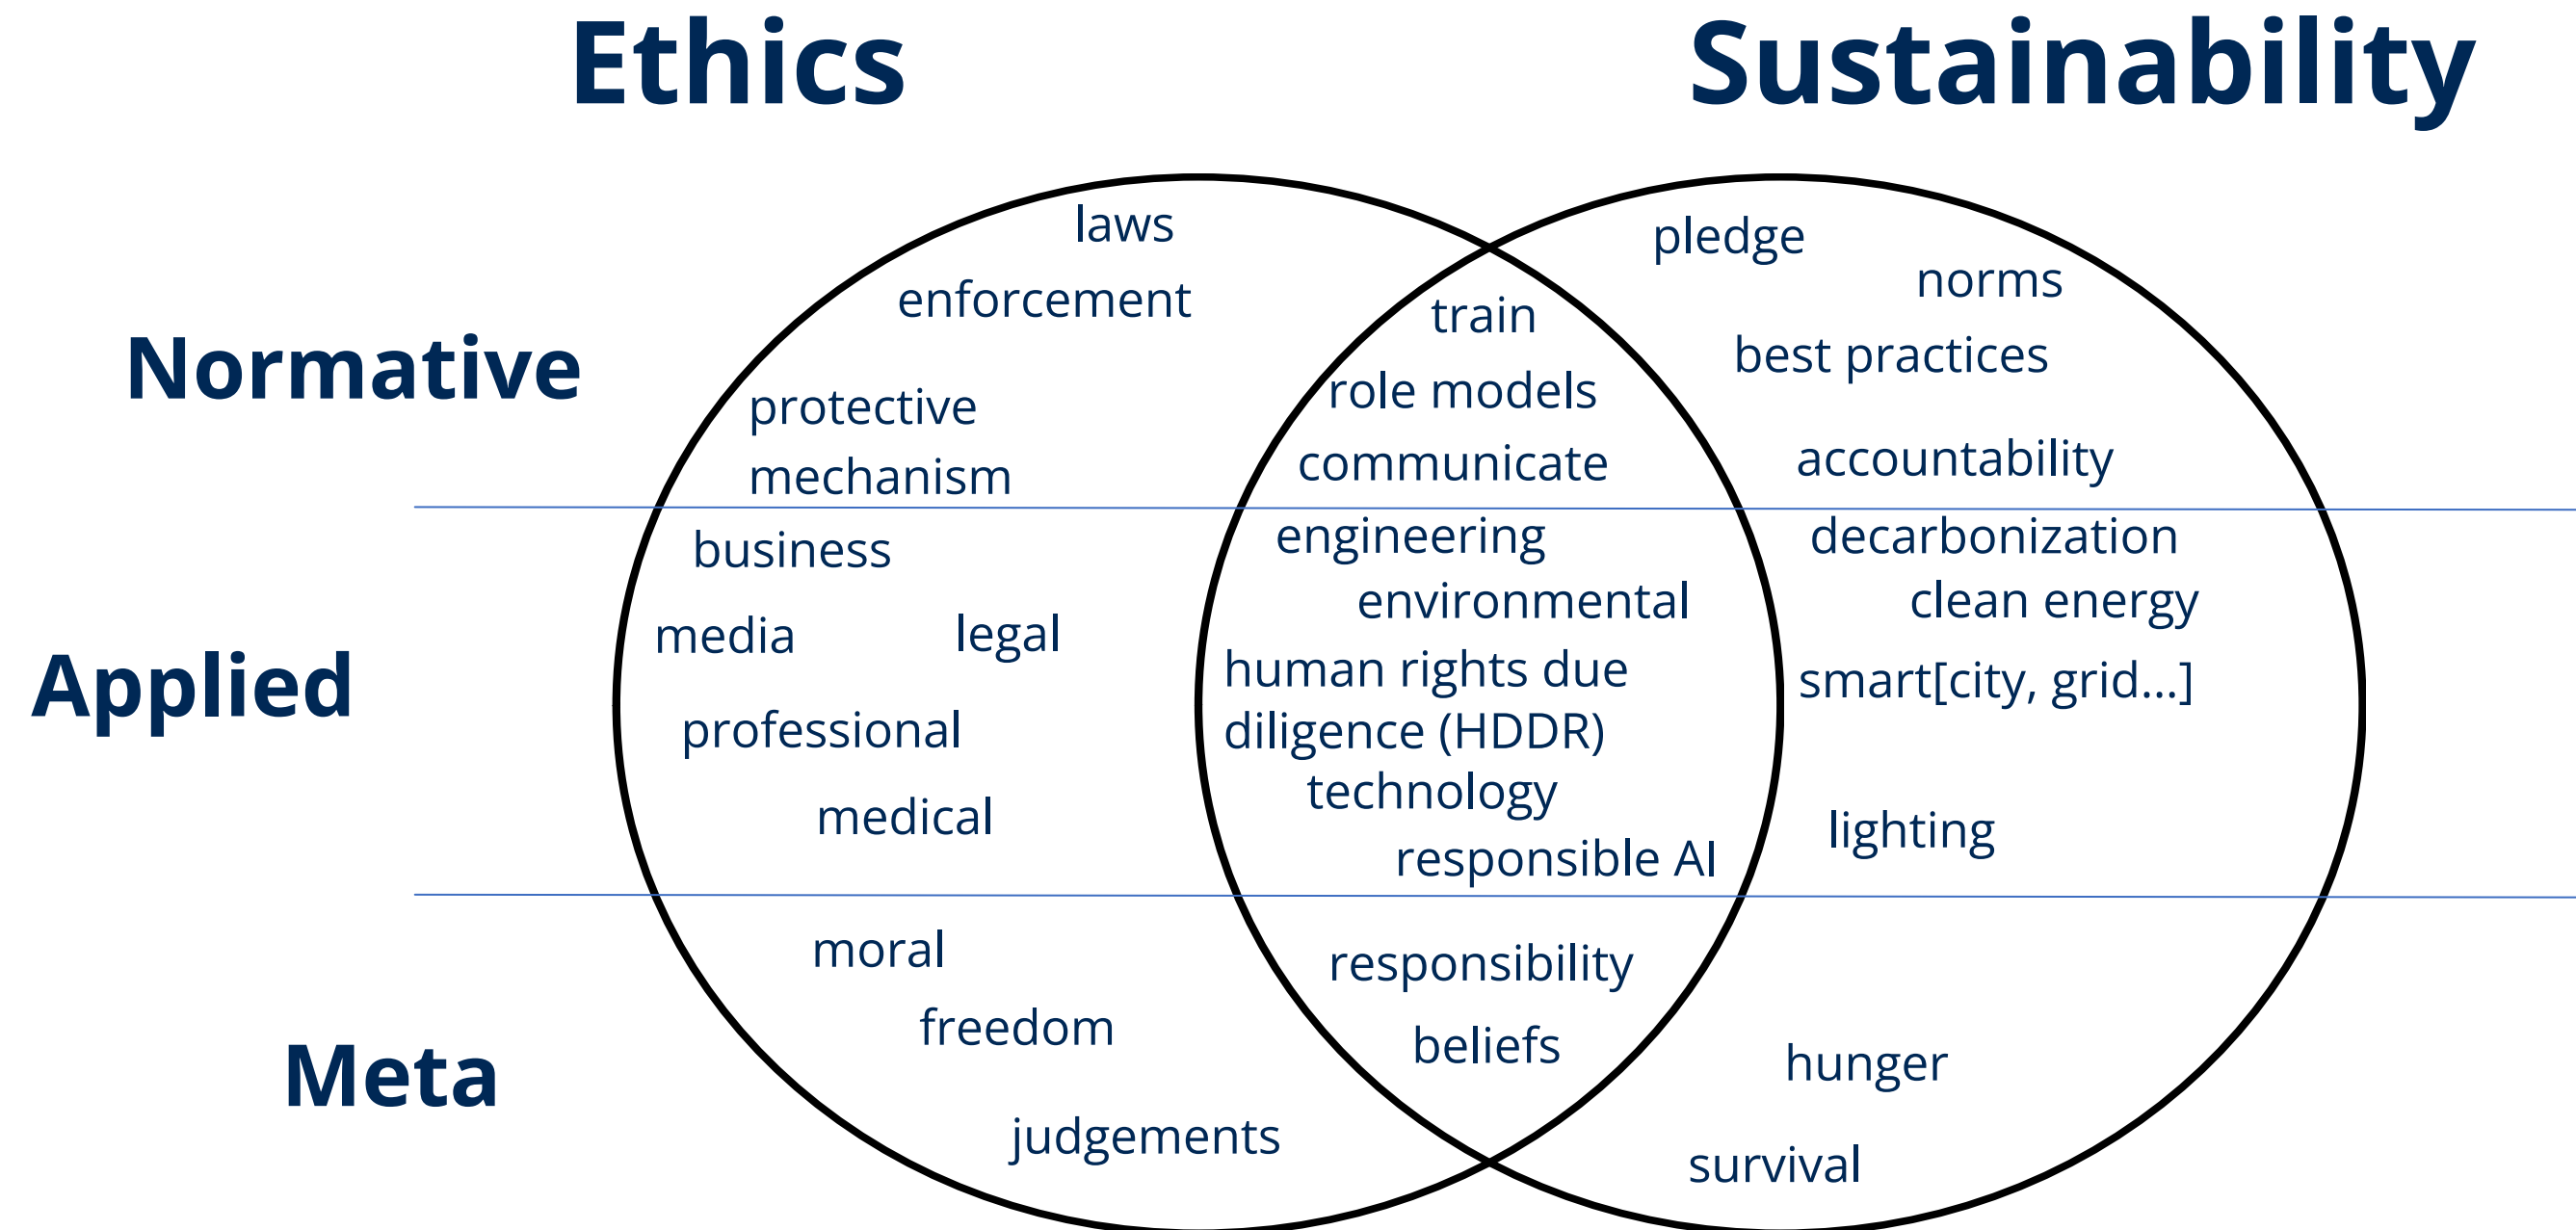 Ethics
Sustainability
Normative
laws
enforcement
protective
mechanism
train
role models
communicate
pledge
norms
best practices
accountability
Applied
business
media
legal
professional
medical
engineering
environmental
human rights due
diligence (HDDR)
technology
responsible AI
decarbonization
clean energy
smart[city, grid...]
lighting
Meta
moral
freedom
judgements
responsibility
beliefs
hunger
survival